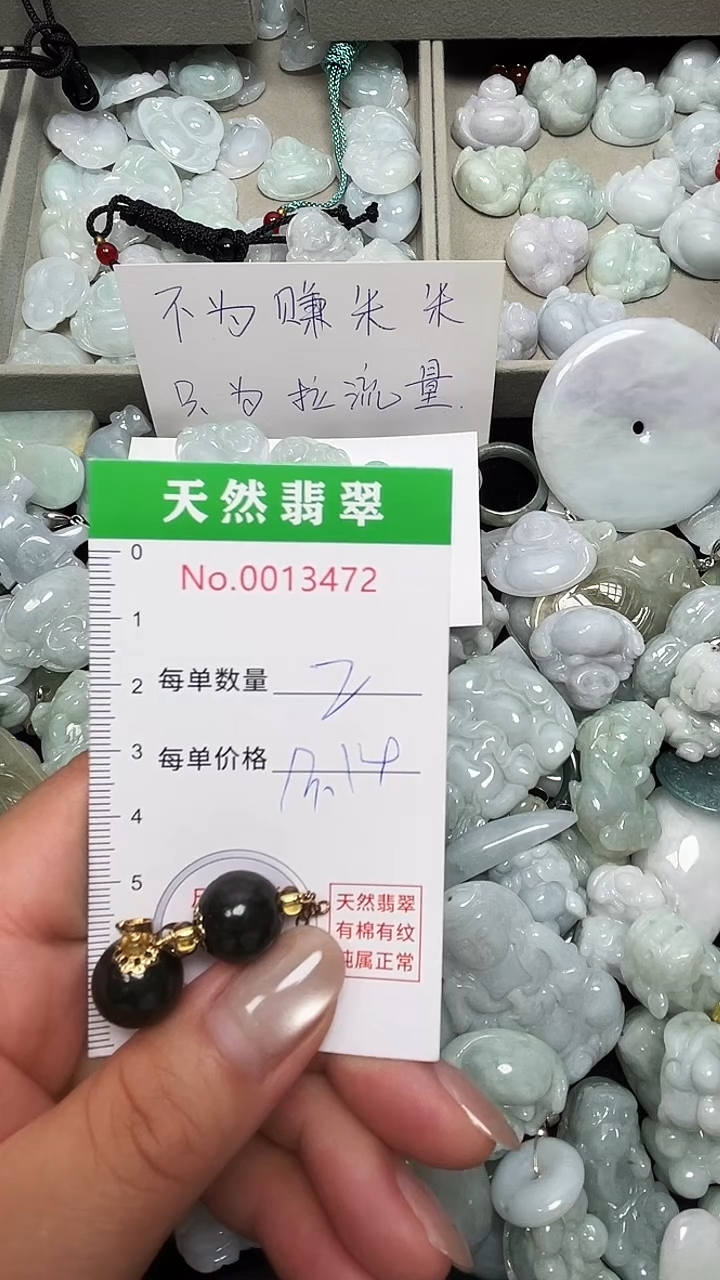 不为赚米米
只为拉流量.
天然翡翠
No.0013472
0
1
每单数量 2
2
每单价格
3
4
5
天然翡翠
有棉有纹
纯属正常